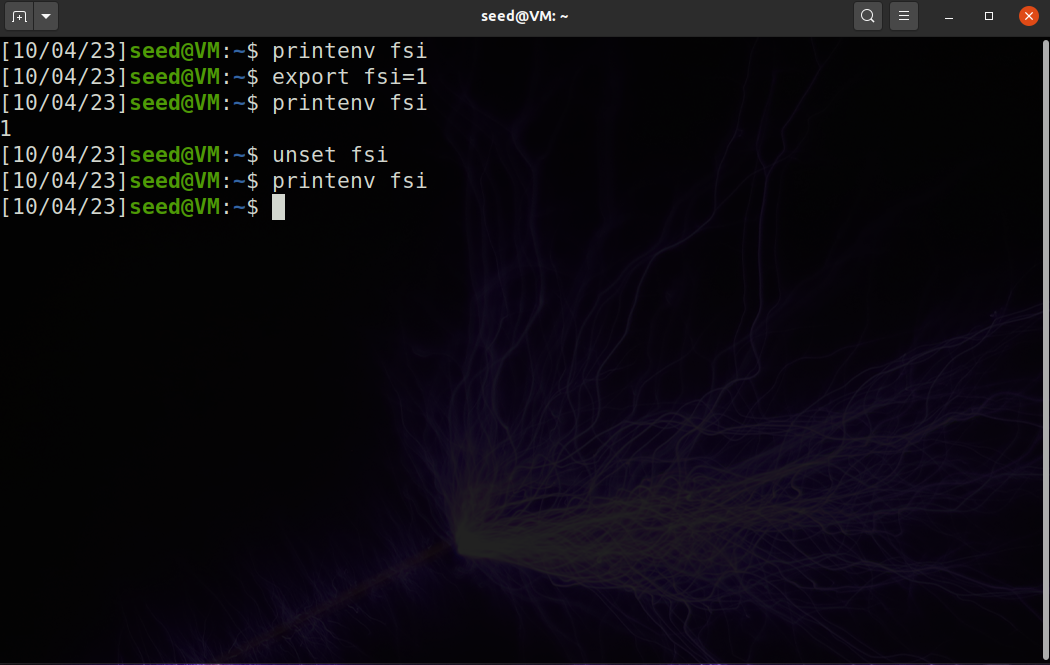 seed@VM: ~
[10/04/23]seed@VM:~$ printenv fsi
[10/04/23]seed@VM:~$ export fsi=1
[10/04/23]seed@VM:~$ printenv fsi
1
[10/04/23]seed@VM:~$ unset fsi
[10/04/23]seed@VM:~$ printenv fsi
[10/04/23]seed@VM:~$